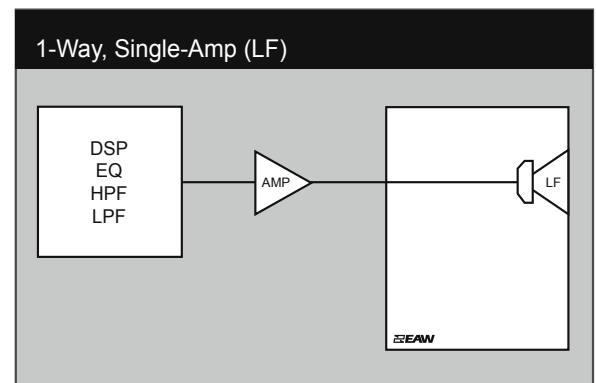 1-Way, Single-Amp (LF)
DSP
EQ
HPF
LPF
AMP
LF
EAW